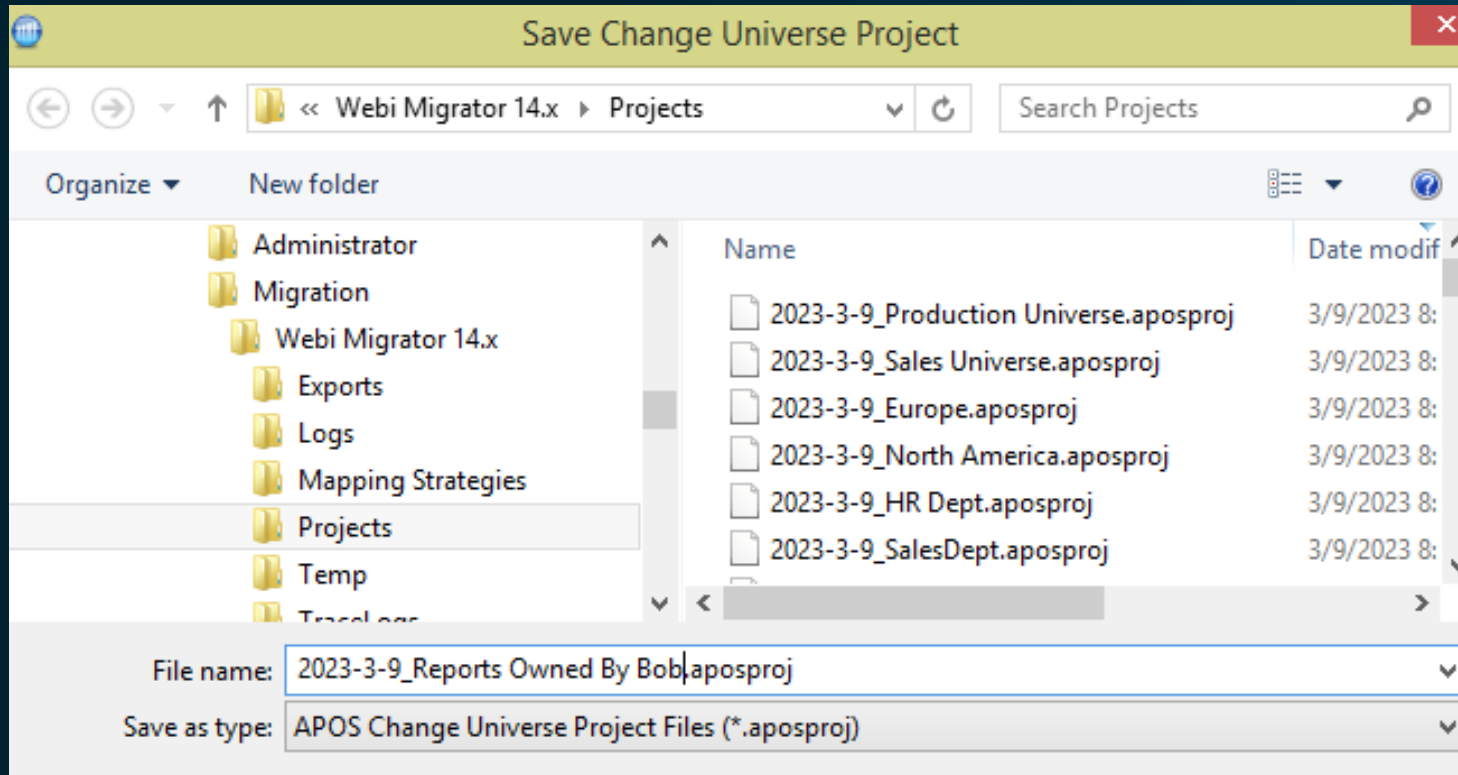 Save Change Universe Project
« Webi Migrator 14.x Projects Search Projects
Organize New folder
Administrator
Migration
Webi Migrator 14.x
Exports
Logs
Mapping Strategies
Projects
Temp
TraceLogs
Name Date modif
2023-3-9_Production Universe.aposproj 3/9/2023 8:
2023-3-9_Sales Universe.aposproj 3/9/2023 8:
2023-3-9_Europe.aposproj 3/9/2023 8:
2023-3-9_North America.aposproj 3/9/2023 8:
2023-3-9_HR Dept.aposproj 3/9/2023 8:
2023-3-9_SalesDept.aposproj 3/9/2023 8:
File name: 2023-3-9_Reports Owned By Bob.aposproj
Save as type: APOS Change Universe Project Files (*.aposproj)